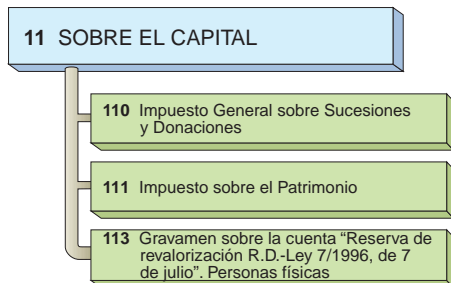 11 SOBRE EL CAPITAL
110 Impuesto General sobre Sucesiones
y Donaciones
111 Impuesto sobre el Patrimonio
113 Gravamen sobre la cuenta “Reserva de
revalorización R.D.-Ley 7/1996, de 7
de julio”. Personas físicas